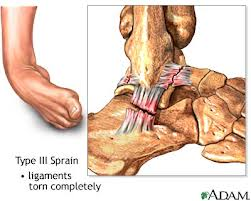 Type III Sprain
• ligaments
torn completely
ADAM.